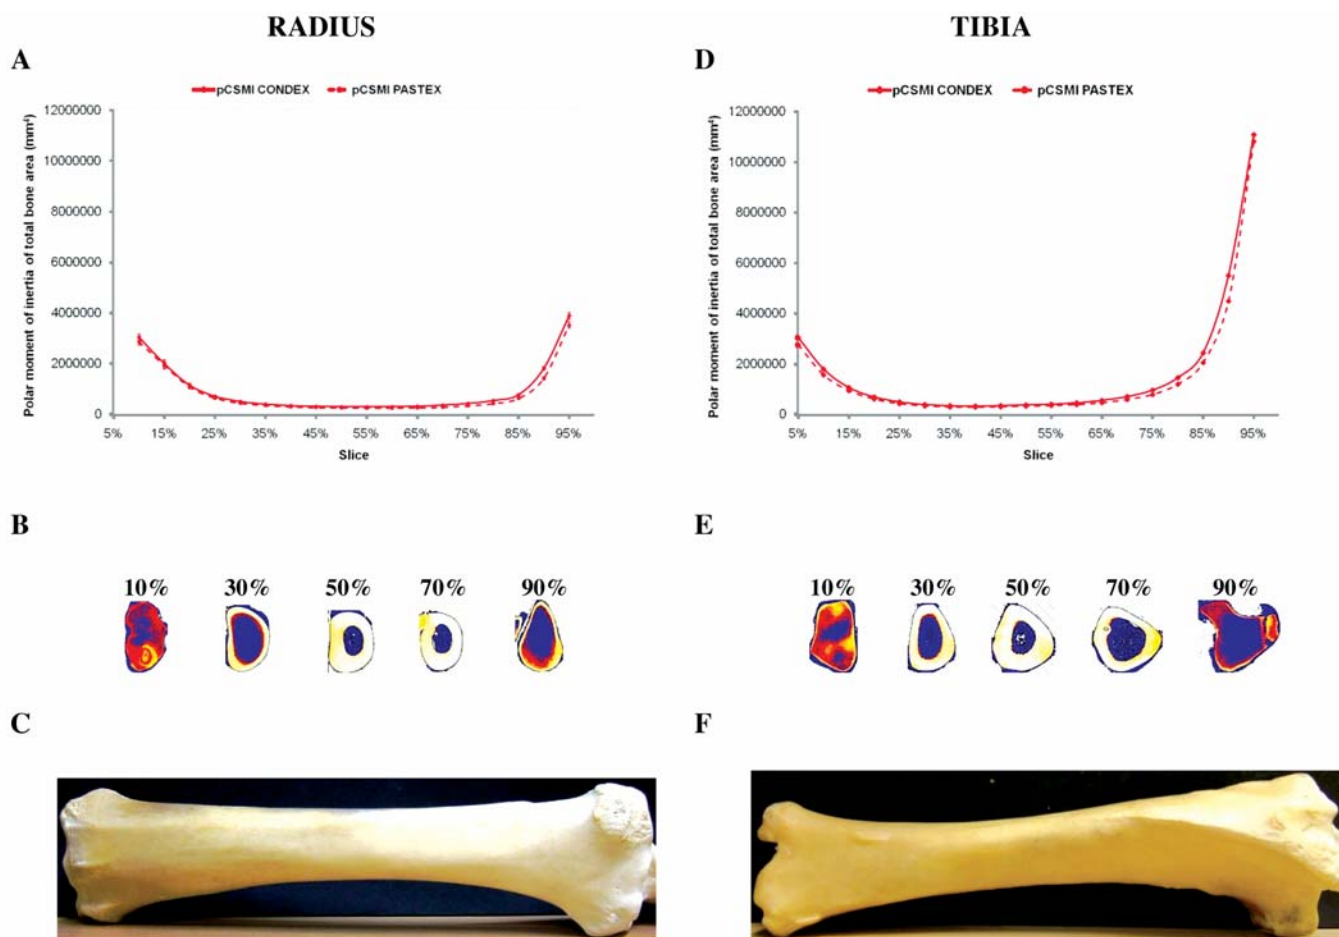 RADIUS
A
pCSMI CONDEX pCSMI PASTEX
Polar moment of inertia of total bone area (mm⁴)
12000000
10000000
8000000
6000000
4000000
2000000
0
5% 15% 25% 35% 45% 55% 65% 75% 85% 95%
Slice
B
10% 30% 50% 70% 90%
C
TIBIA
D
pCSMI CONDEX pCSMI PASTEX
Polar moment of inertia of total bone area (mm⁴)
12000000
10000000
8000000
6000000
4000000
2000000
0
5% 15% 25% 35% 45% 55% 65% 75% 85% 95%
Slice
E
10% 30% 50% 70% 90%
F